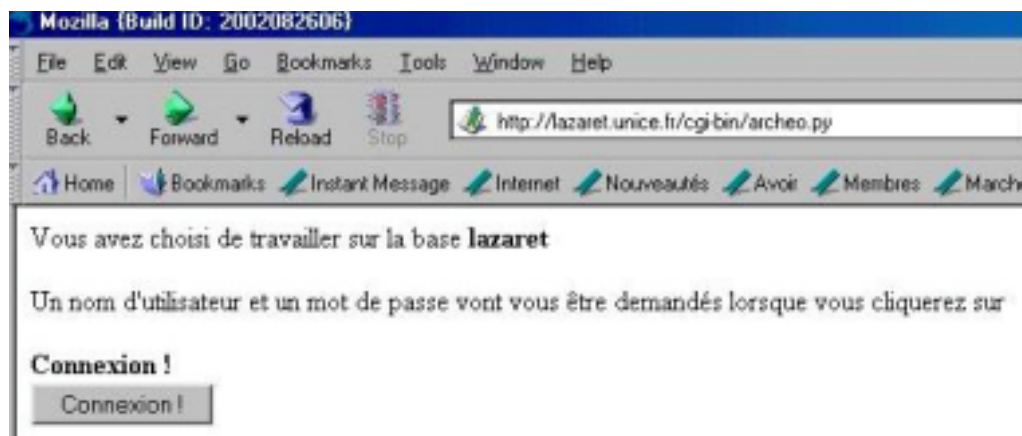 Mozilla {Build ID: 2002082606}
File Edit View Go Bookmarks Tools Window Help
Back Forward Reload Stop http://lazaret.unice.fr/cgi-bin/archeo.py
Home Bookmarks Instant Message Internet Nouveautés Avoir Membres Marche
Vous avez choisi de travailler sur la base lazaret
Un nom d'utilisateur et un mot de passe vont vous être demandés lorsque vous cliquerez sur
Connexion !
Connexion !